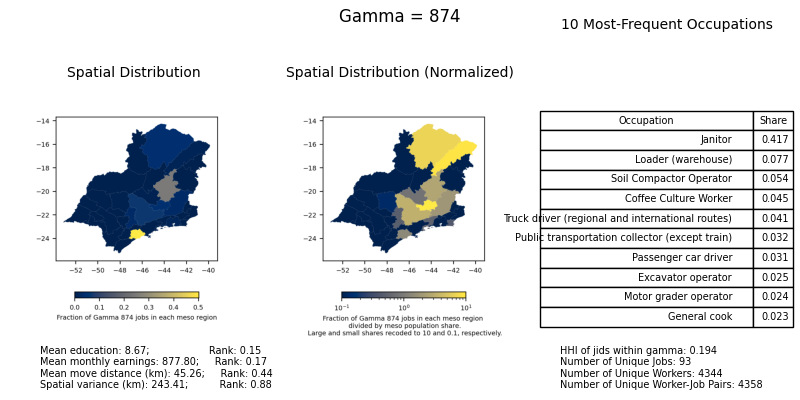 Gamma = 874
10 Most-Frequent Occupations
Spatial Distribution
Spatial Distribution (Normalized)
−14
−16
−18
−20
−22
−24
−52 −50 −48 −46 −44 −42 −40
0.0 0.1 0.2 0.3 0.4 0.5
Fraction of Gamma 874 jobs in each meso region
−14
−16
−18
−20
−22
−24
−52 −50 −48 −46 −44 −42 −40
10⁻¹ 10⁰ 10¹
Fraction of Gamma 874 jobs in each meso region
divided by meso population share.
Large and small shares recoded to 10 and 0.1, respectively.
Occupation Share
Janitor 0.417
Loader (warehouse) 0.077
Soil Compactor Operator 0.054
Coffee Culture Worker 0.045
Truck driver (regional and international routes) 0.041
Public transportation collector (except train) 0.032
Passenger car driver 0.031
Excavator operator 0.025
Motor grader operator 0.024
General cook 0.023
Mean education: 8.67; Rank: 0.15
Mean monthly earnings: 877.80; Rank: 0.17
Mean move distance (km): 45.26; Rank: 0.44
Spatial variance (km): 243.41; Rank: 0.88
HHI of jids within gamma: 0.194
Number of Unique Jobs: 93
Number of Unique Workers: 4344
Number of Unique Worker-Job Pairs: 4358